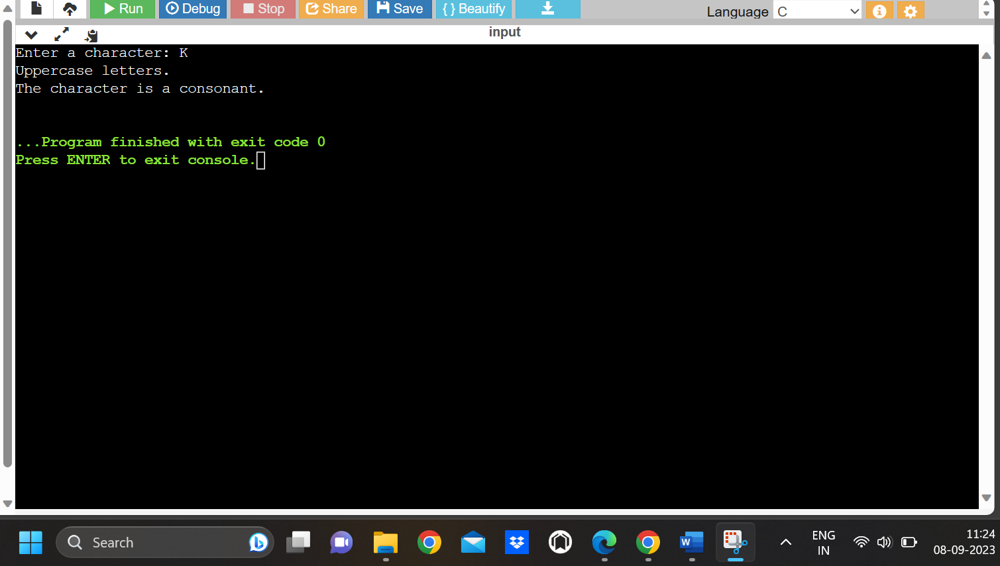 Run Debug Stop Share Save { } Beautify Language C
input
Enter a character: K
Uppercase letters.
The character is a consonant.
...Program finished with exit code 0
Press ENTER to exit console.
Search ENG 11:24
IN 08-09-2023